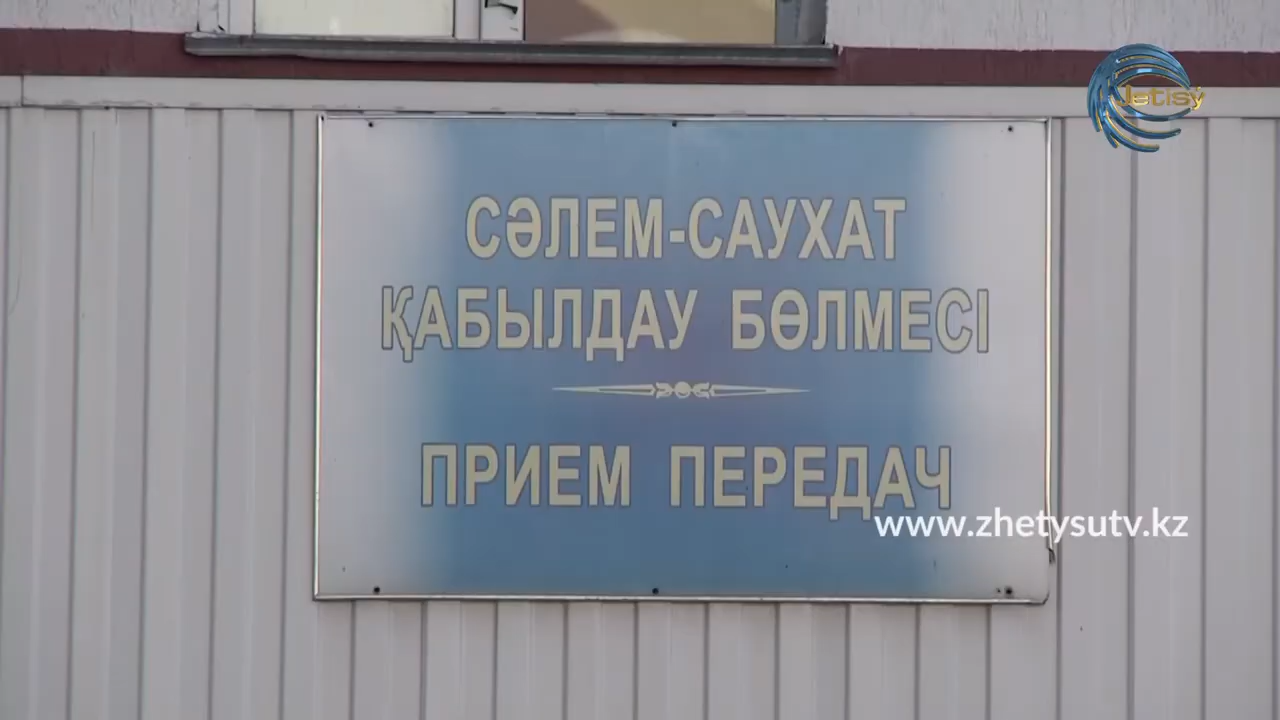 Jetisý
СӘЛЕМ-САУХАТ
ҚАБЫЛДАУ БӨЛМЕСІ
ПРИЕМ ПЕРЕДАЧ
www.zhetysutv.kz